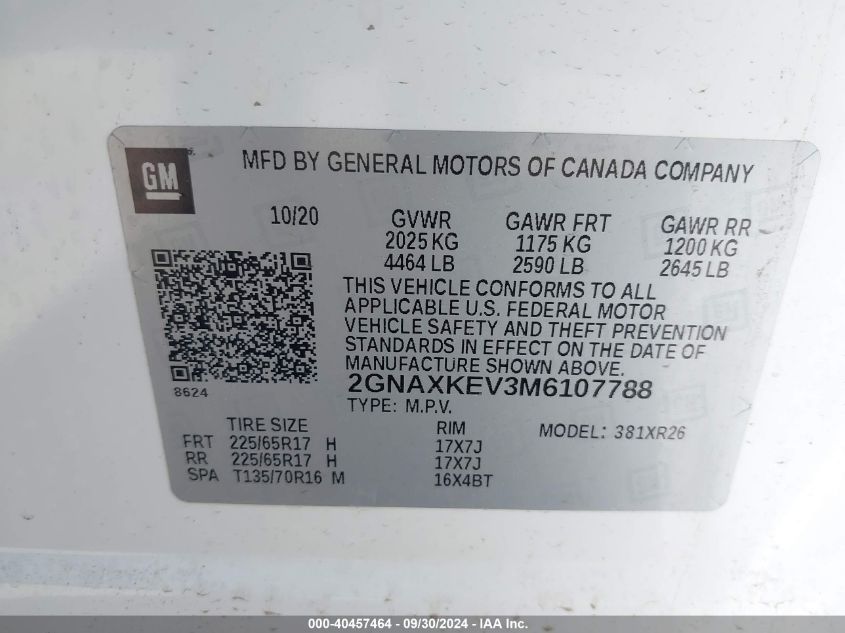 GM
MFD BY GENERAL MOTORS OF CANADA COMPANY
10/20 GVWR GAWR FRT GAWR RR
2025 KG 1175 KG 1200 KG
4464 LB 2590 LB 2645 LB
THIS VEHICLE CONFORMS TO ALL
APPLICABLE U.S. FEDERAL MOTOR
VEHICLE SAFETY AND THEFT PREVENTION
STANDARDS IN EFFECT ON THE DATE OF
MANUFACTURE SHOWN ABOVE.
2GNAXKEV3M6107788
8624
TYPE: M.P.V.
TIRE SIZE RIM MODEL: 381XR26
FRT 225/65R17 H 17X7J
RR 225/65R17 H 17X7J
SPA T135/70R16 M 16X4BT
000-40457464 - 09/30/2024 - IAA Inc.